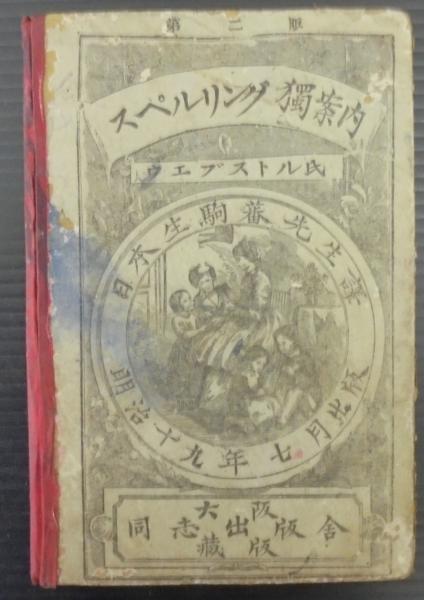 第二版
スペルリング獨案内
ウエブストル氏
日本生駒蕃先生譯
明治十九年七月出版
大阪
同志出版舎
藏版